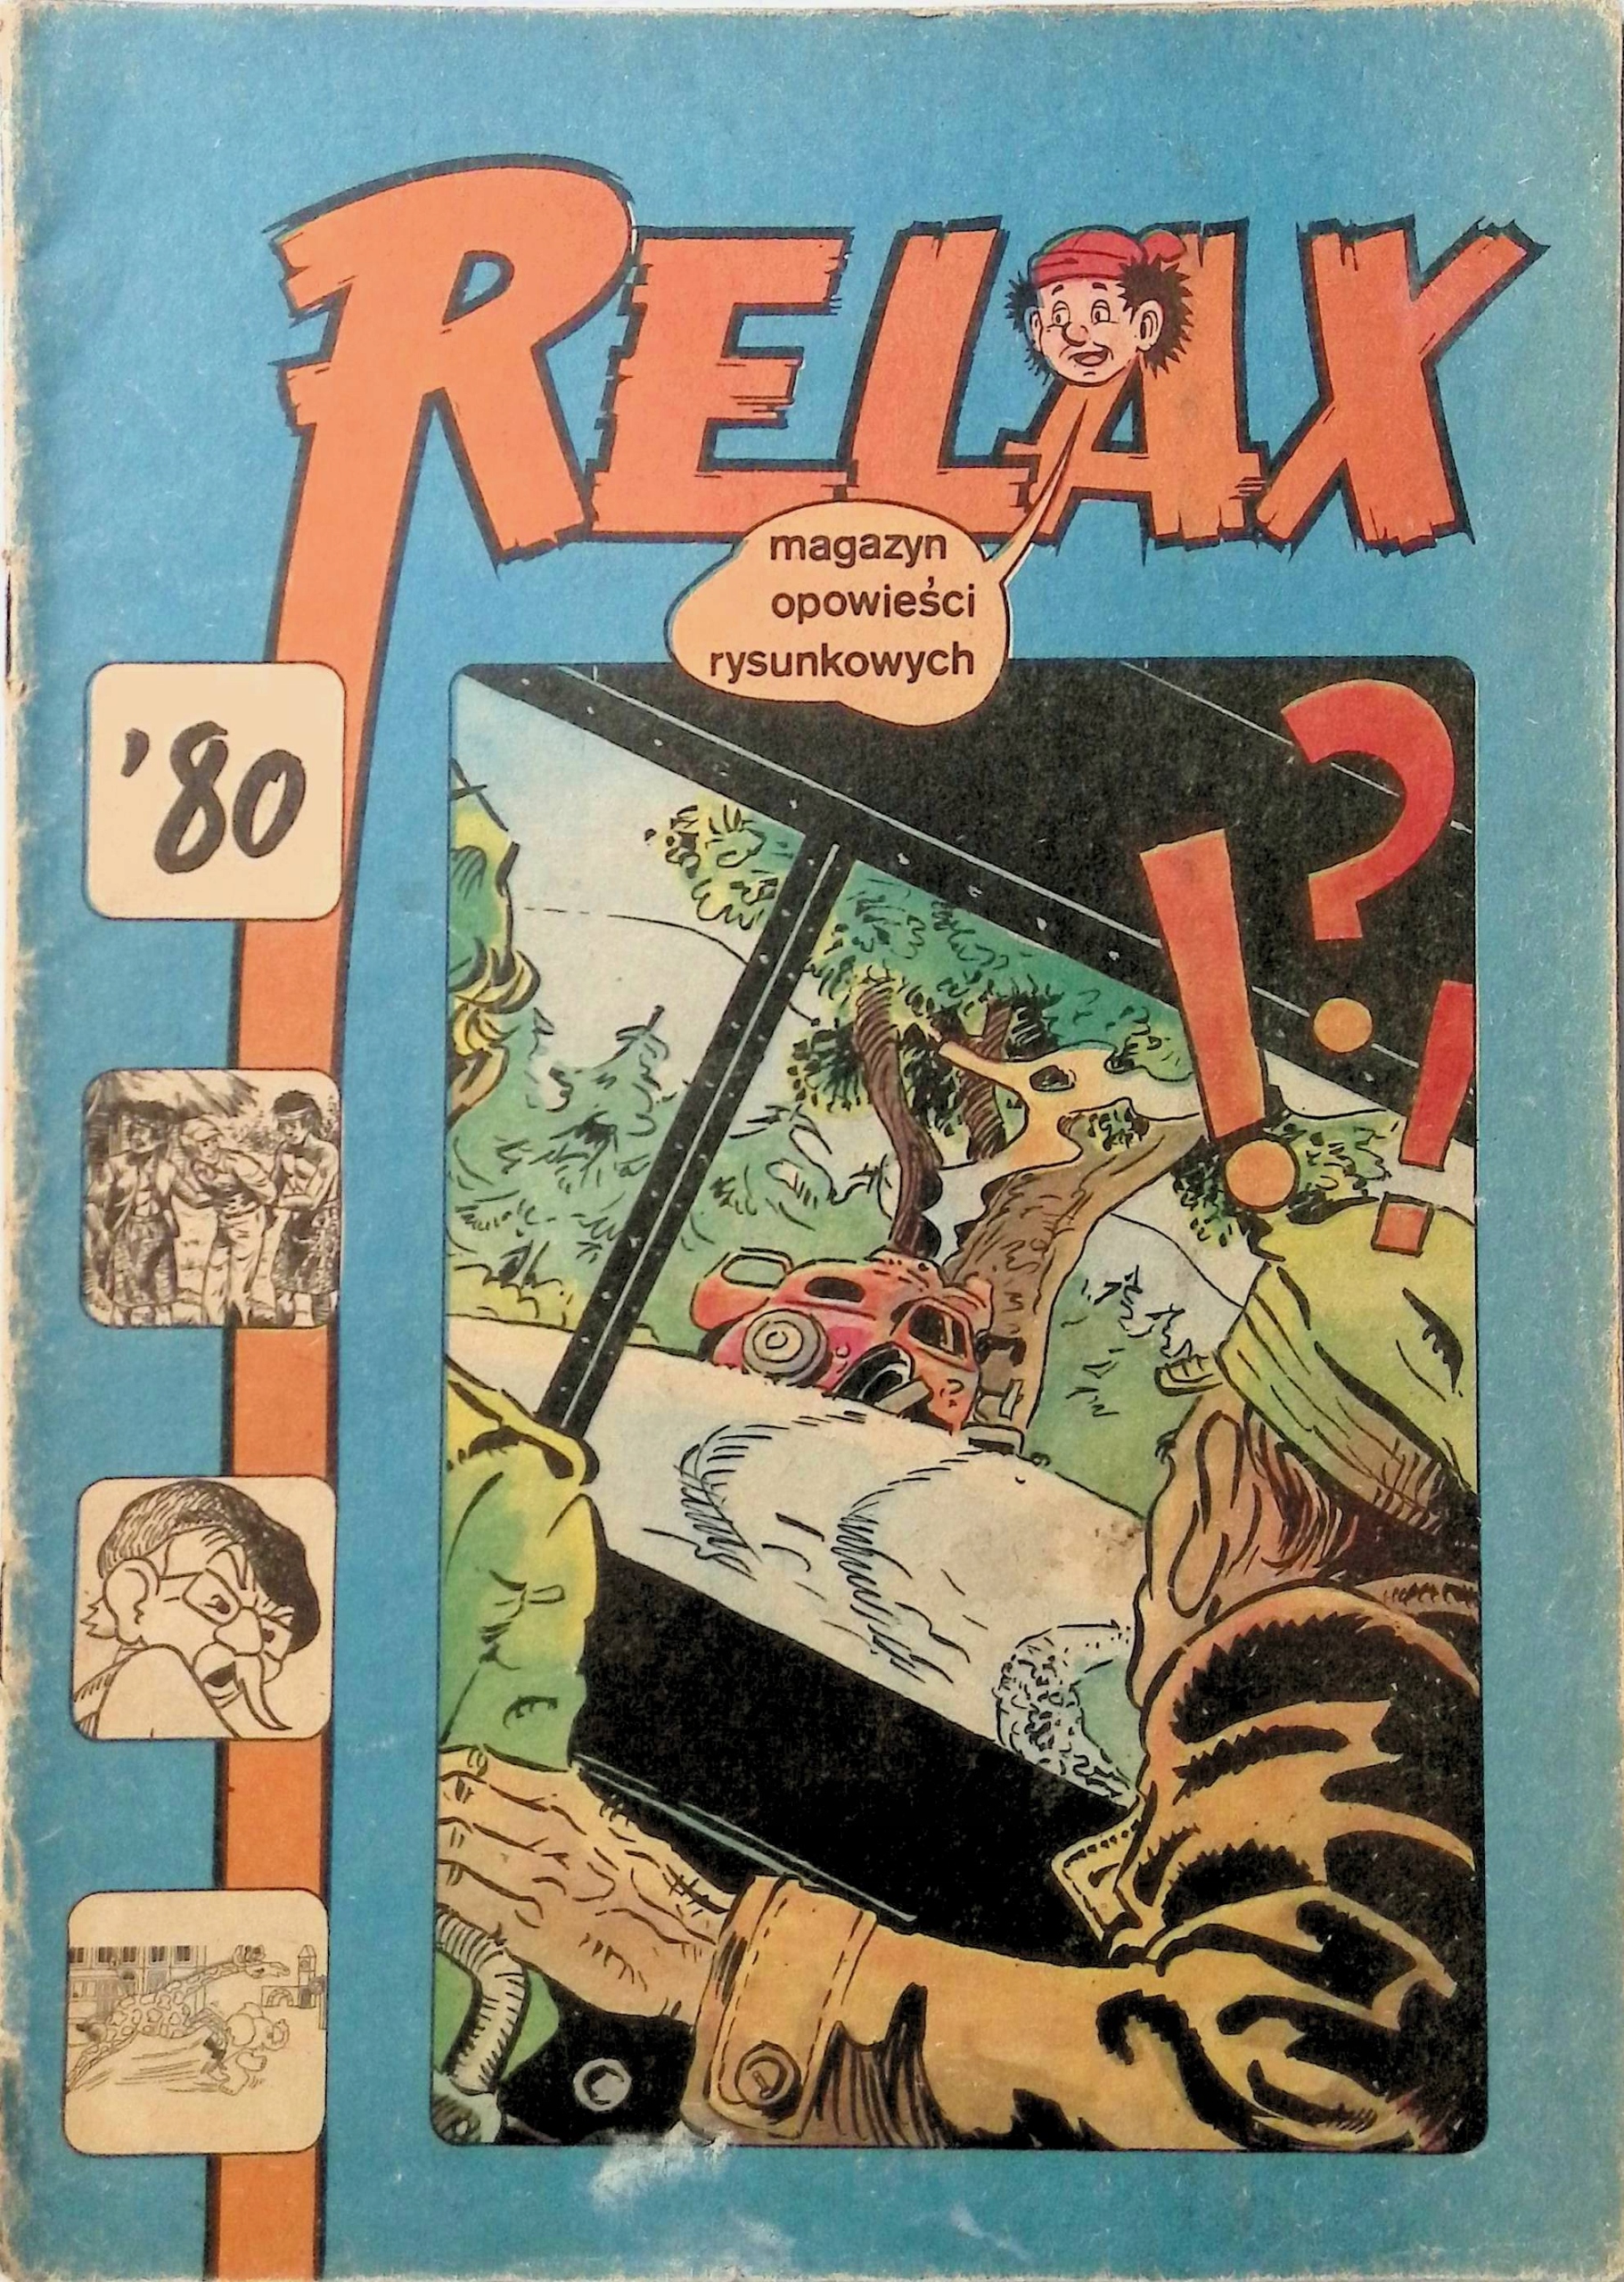 RELAX
magazyn
opowieści
rysunkowych
'80
! ? !